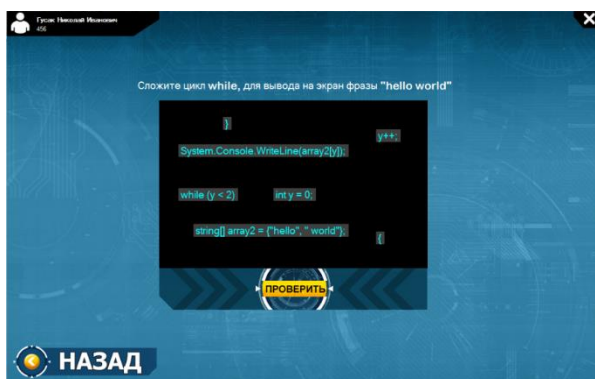 Гусак Николай Иванович
456
X
Сложите цикл while, для вывода на экран фразы "hello world"
}
y++;
System.Console.WriteLine(array2[y]);
while (y < 2) int y = 0;
string[] array2 = {"hello", " world"};
{
ПРОВЕРИТЬ
НАЗАД